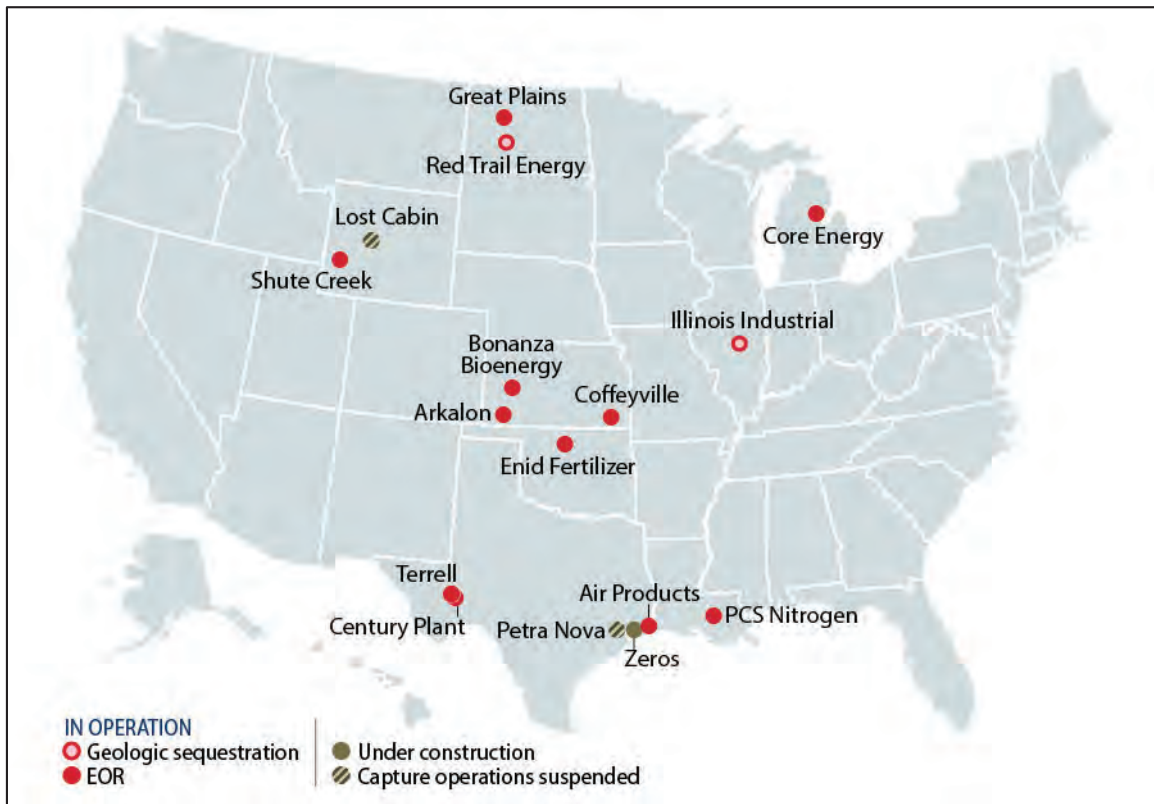 Great Plains
Red Trail Energy
Lost Cabin
Core Energy
Shute Creek
Illinois Industrial
Bonanza
Bioenergy
Coffeyville
Arkalon
Enid Fertilizer
Terrell
Air Products
Century Plant
Petra Nova
PCS Nitrogen
Zeros
IN OPERATION
Geologic sequestration
EOR
Under construction
Capture operations suspended